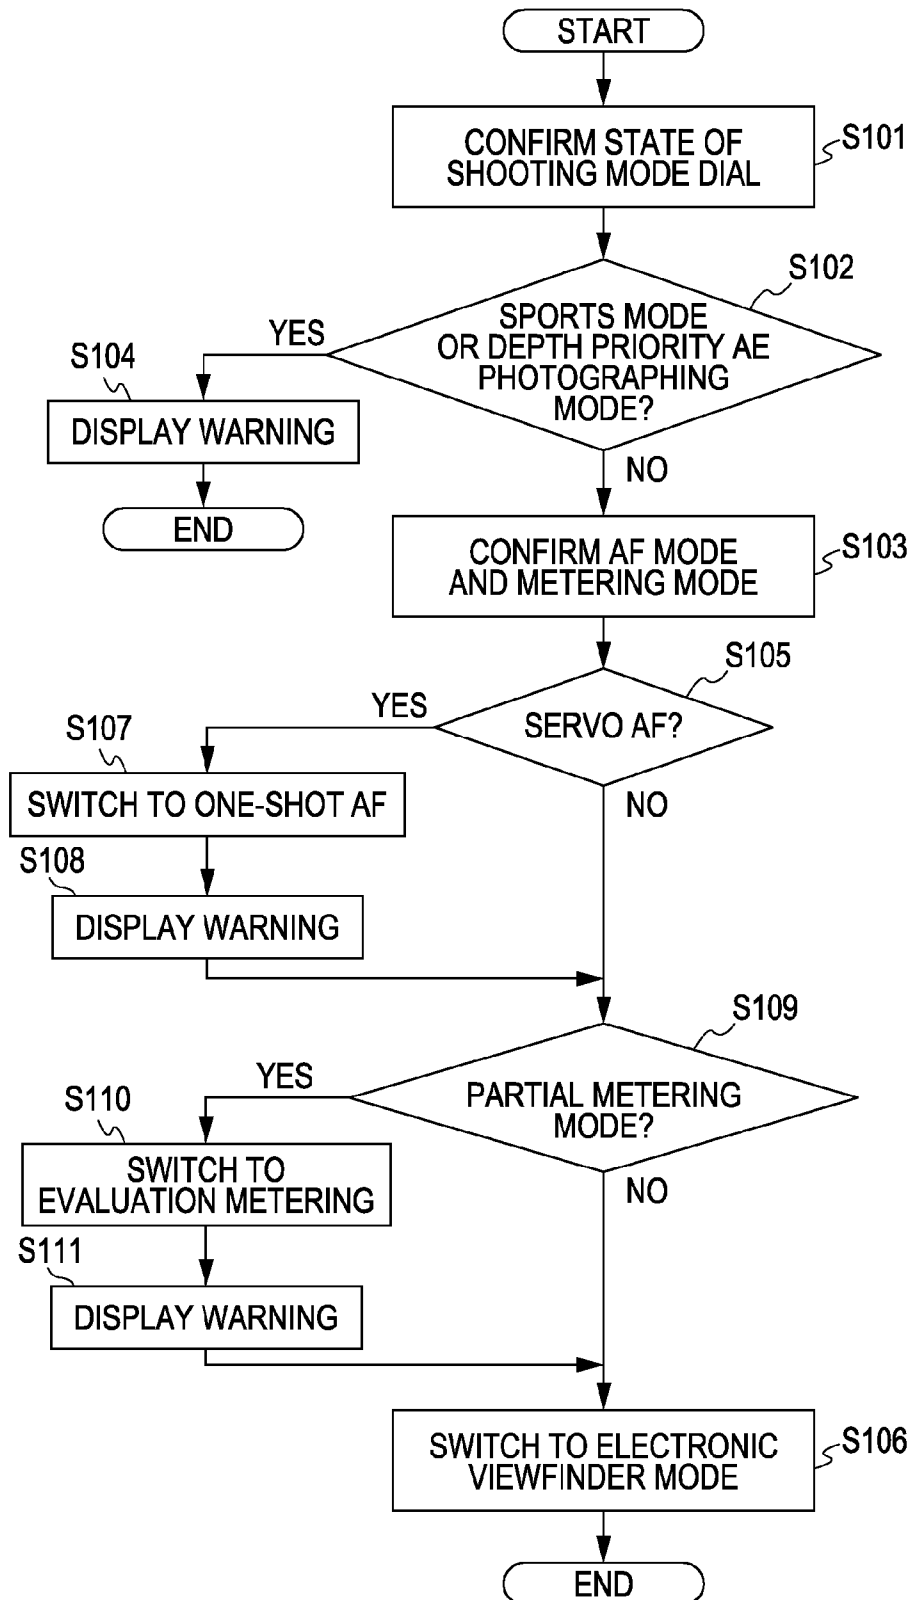 START
CONFIRM STATE OF
SHOOTING MODE DIAL
S101
S102
SPORTS MODE
OR DEPTH PRIORITY AE
PHOTOGRAPHING
MODE?
YES
S104
DISPLAY WARNING
END
NO
CONFIRM AF MODE
AND METERING MODE
S103
S105
SERVO AF?
YES
S107
SWITCH TO ONE-SHOT AF
NO
S108
DISPLAY WARNING
S109
PARTIAL METERING
MODE?
YES
S110
SWITCH TO
EVALUATION METERING
NO
S111
DISPLAY WARNING
SWITCH TO ELECTRONIC
VIEWFINDER MODE
S106
END